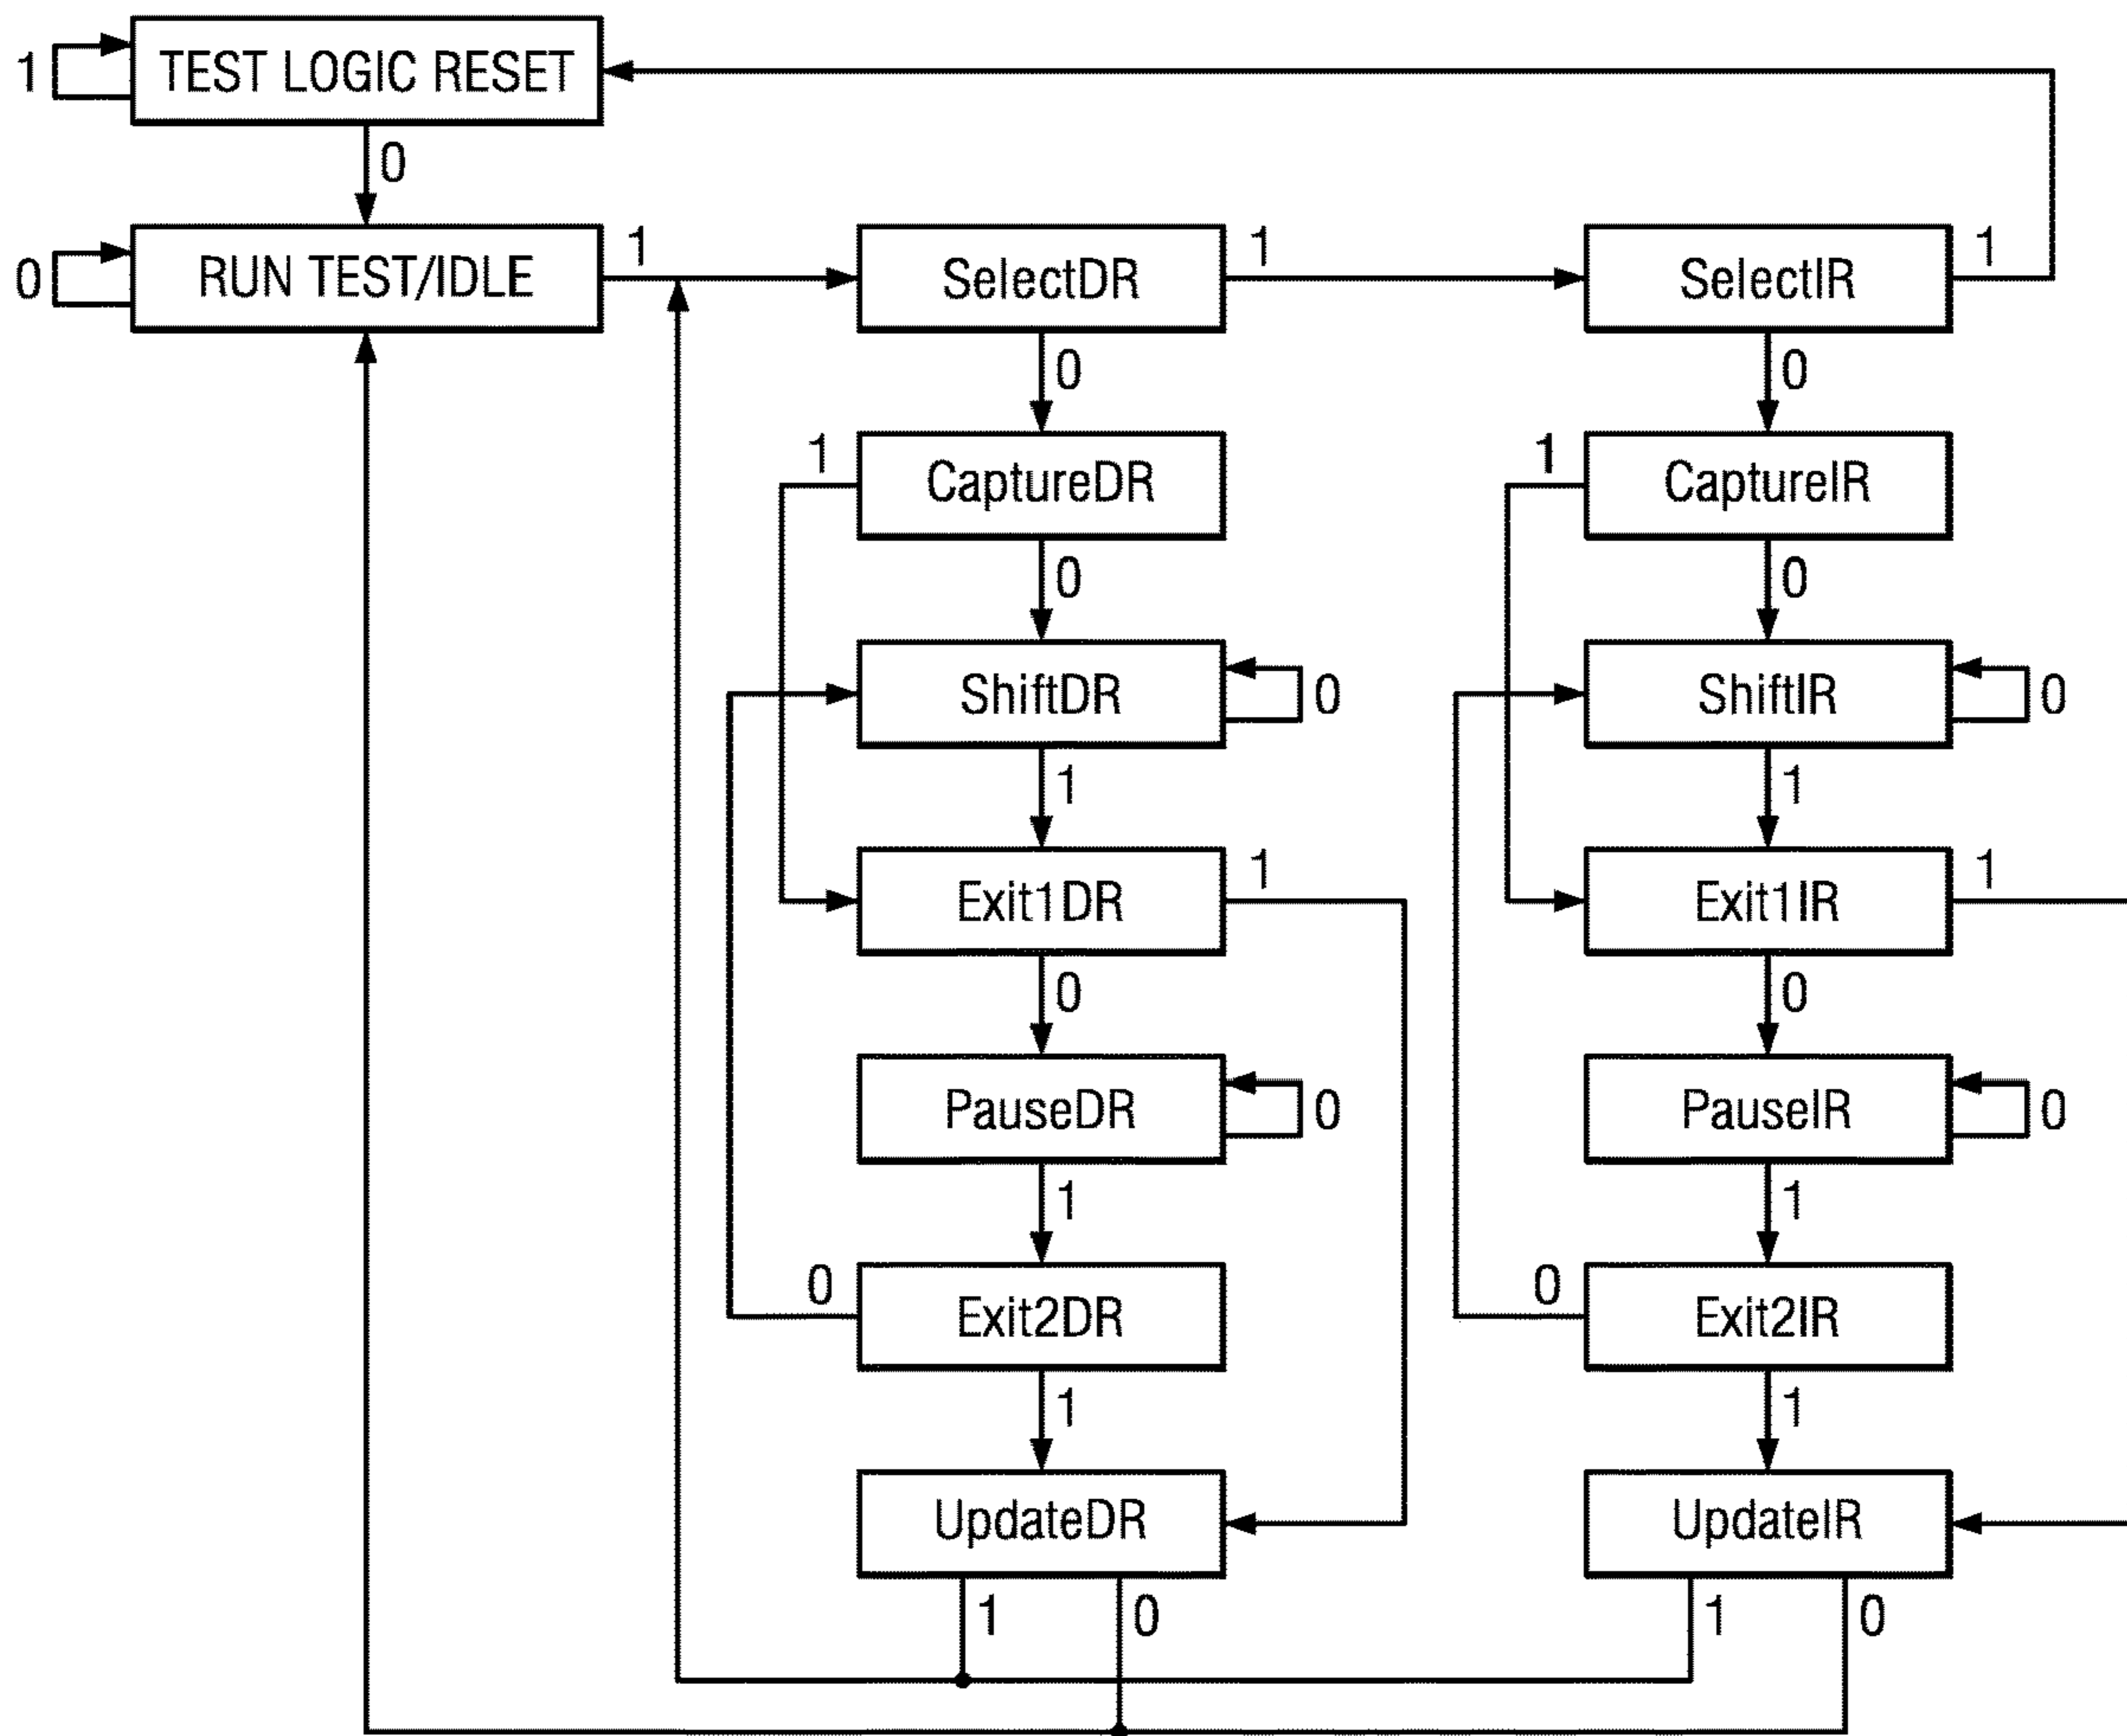 1
TEST LOGIC RESET
0
0
RUN TEST/IDLE
1
SelectDR
1
SelectIR
1
0
0
1
CaptureDR
1
CaptureIR
0
0
ShiftDR
0
ShiftIR
0
1
1
Exit1DR
1
Exit1IR
1
0
0
PauseDR
0
PauseIR
0
1
1
0
Exit2DR
0
Exit2IR
1
1
UpdateDR
UpdateIR
1
0
1
0